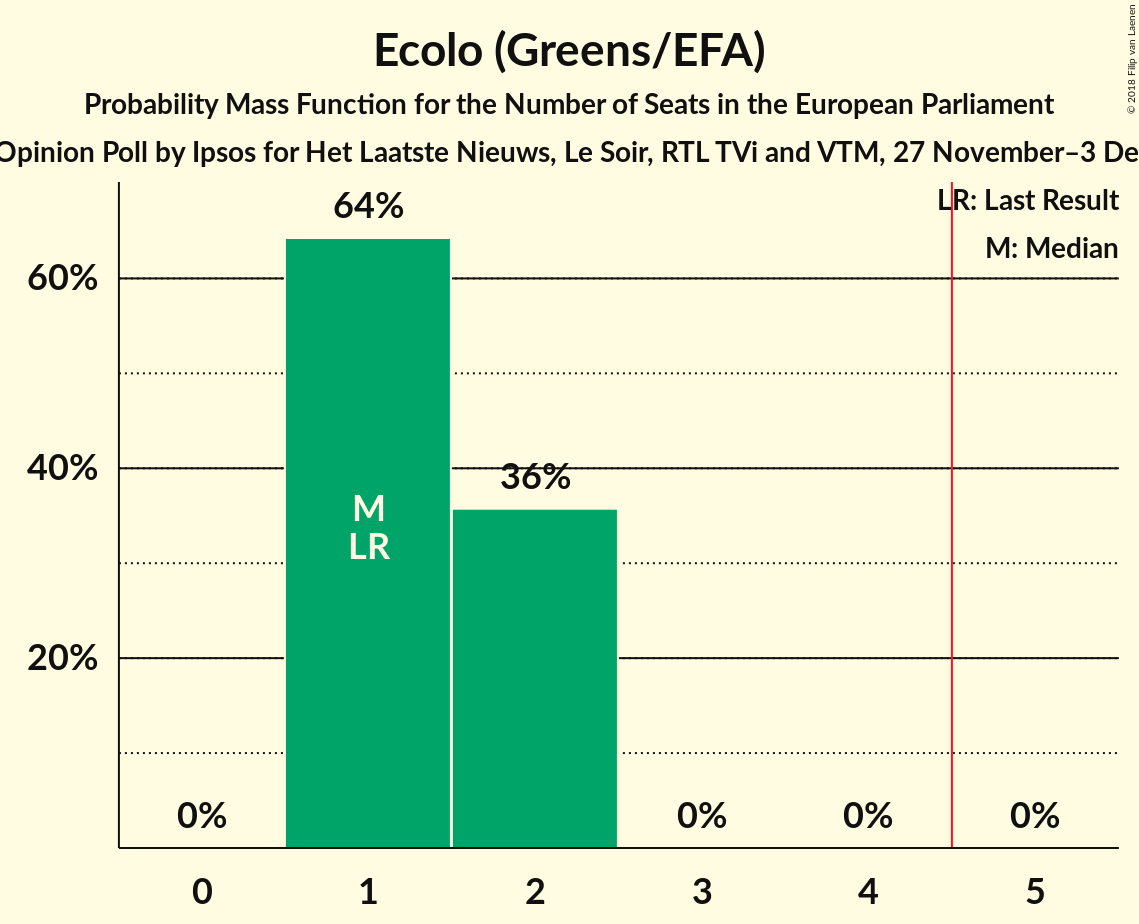 Ecolo (Greens/EFA)
Probability Mass Function for the Number of Seats in the European Parliament
Opinion Poll by Ipsos for Het Laatste Nieuws, Le Soir, RTL TVi and VTM, 27 November–3 De
© 2018 Filip van Laenen
LR: Last Result
M: Median
64%
60%
40%
36%
M
LR
20%
0%
0%
0%
0%
0
1
2
3
4
5